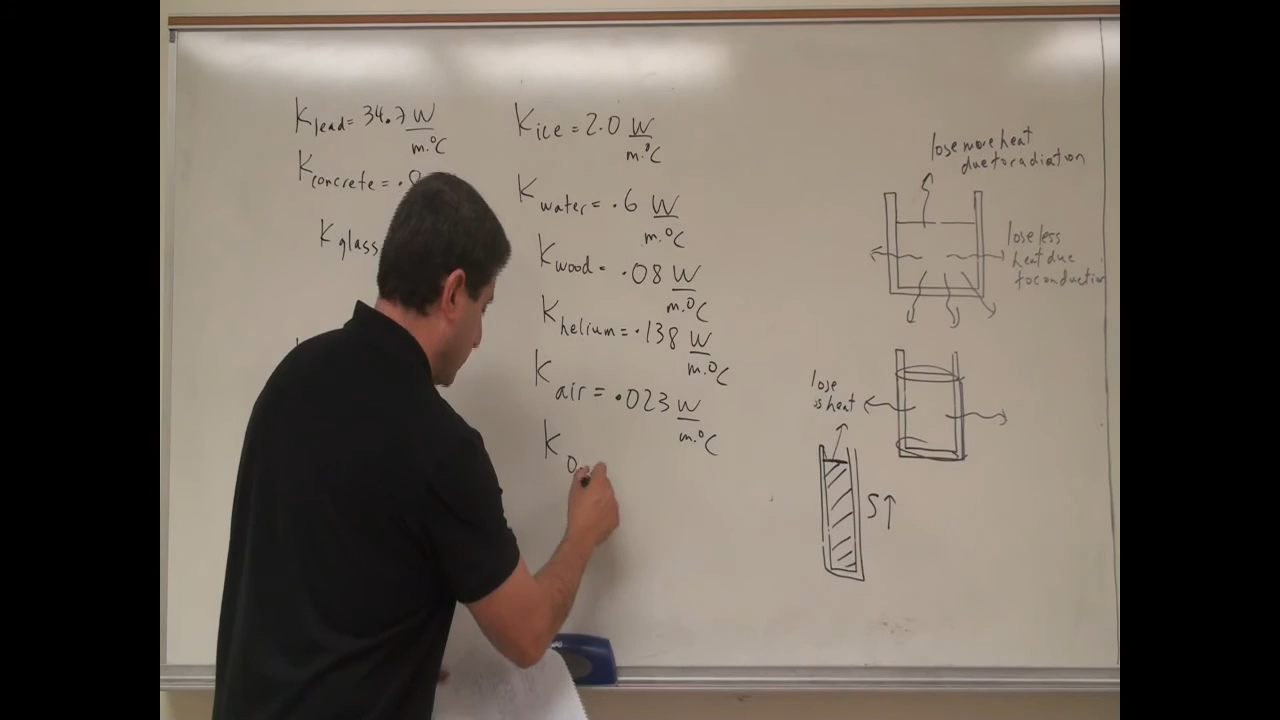 K lead = 34.7 W
m.°C
K concrete = .8
K glass
K ice = 2.0 W
m.°C
K water = .6 W
m.°C
K wood = .08 W
m.°C
K helium = .138 W
m.°C
K air = .023 W
m.°C
K
lose more heat
due to radiation
lose less
heat due
to conduction
lose
heat
S↑